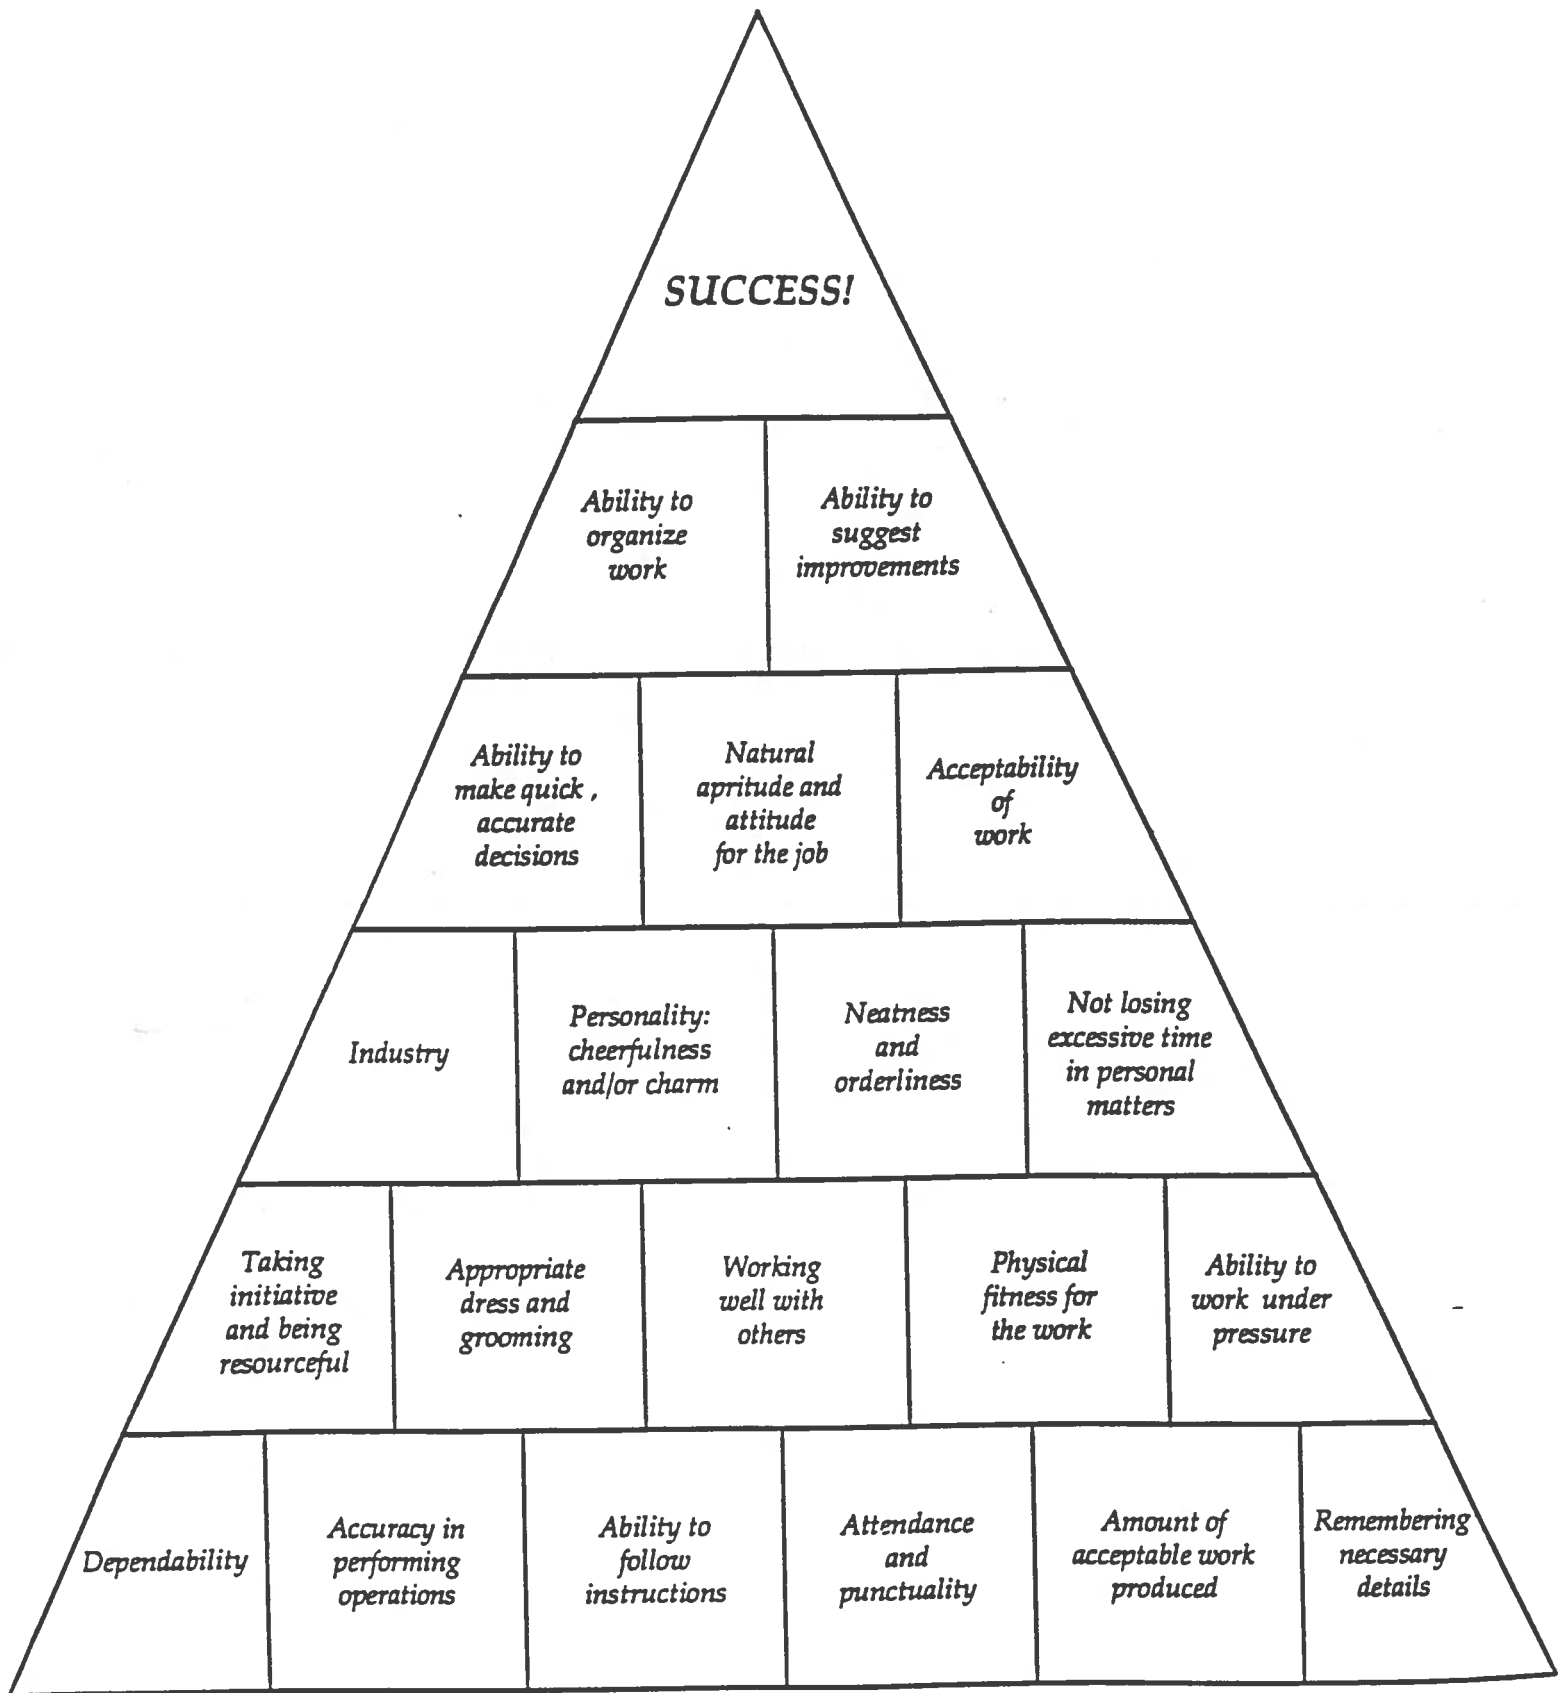 SUCCESS!
Ability to
organize
work
Ability to
suggest
improvements
Ability to
make quick ,
accurate
decisions
Natural
apritude and
attitude
for the job
Acceptability
of
work
Industry
Personality:
cheerfulness
and/or charm
Neatness
and
orderliness
Not losing
excessive time
in personal
matters
Taking
initiative
and being
resourceful
Appropriate
dress and
grooming
Working
well with
others
Physical
fitness for
the work
Ability to
work under
pressure
Dependability
Accuracy in
performing
operations
Ability to
follow
instructions
Attendance
and
punctuality
Amount of
acceptable work
produced
Remembering
necessary
details